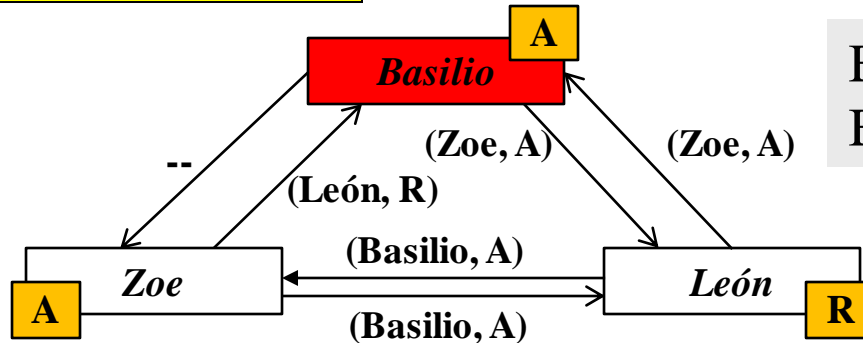 A
Basilio
(Zoe, A)
(Zoe, A)
--
(León, R)
(Basilio, A)
Zoe
León
A
R
(Basilio, A)